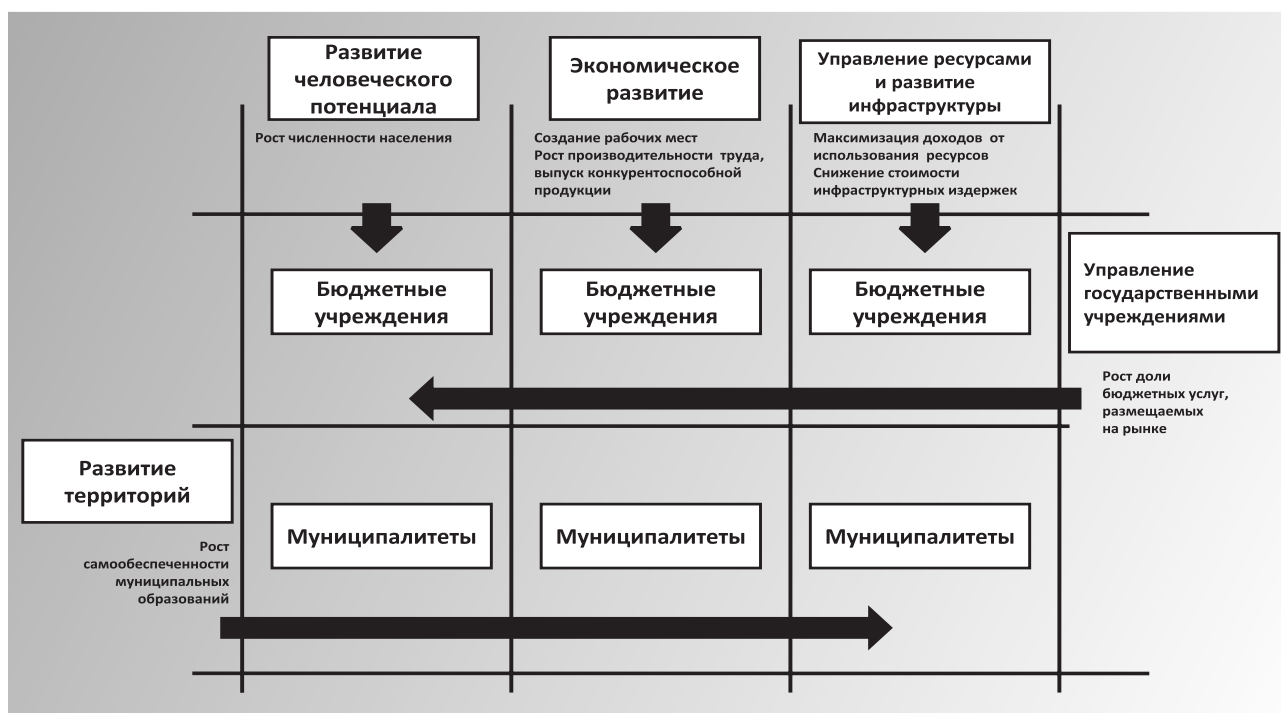 Развитие
человеческого
потенциала
Экономическое
развитие
Управление ресурсами
и развитие
инфраструктуры
Рост численности населения
Создание рабочих мест
Рост производительности труда,
выпуск конкурентоспособной
продукции
Максимизация доходов от
использования ресурсов
Снижение стоимости
инфраструктурных издержек
Бюджетные
учреждения
Бюджетные
учреждения
Бюджетные
учреждения
Управление
государственными
учреждениями
Рост доли
бюджетных услуг,
размещаемых
на рынке
Развитие
территорий
Рост
самообеспеченности
муниципальных
образований
Муниципалитеты
Муниципалитеты
Муниципалитеты